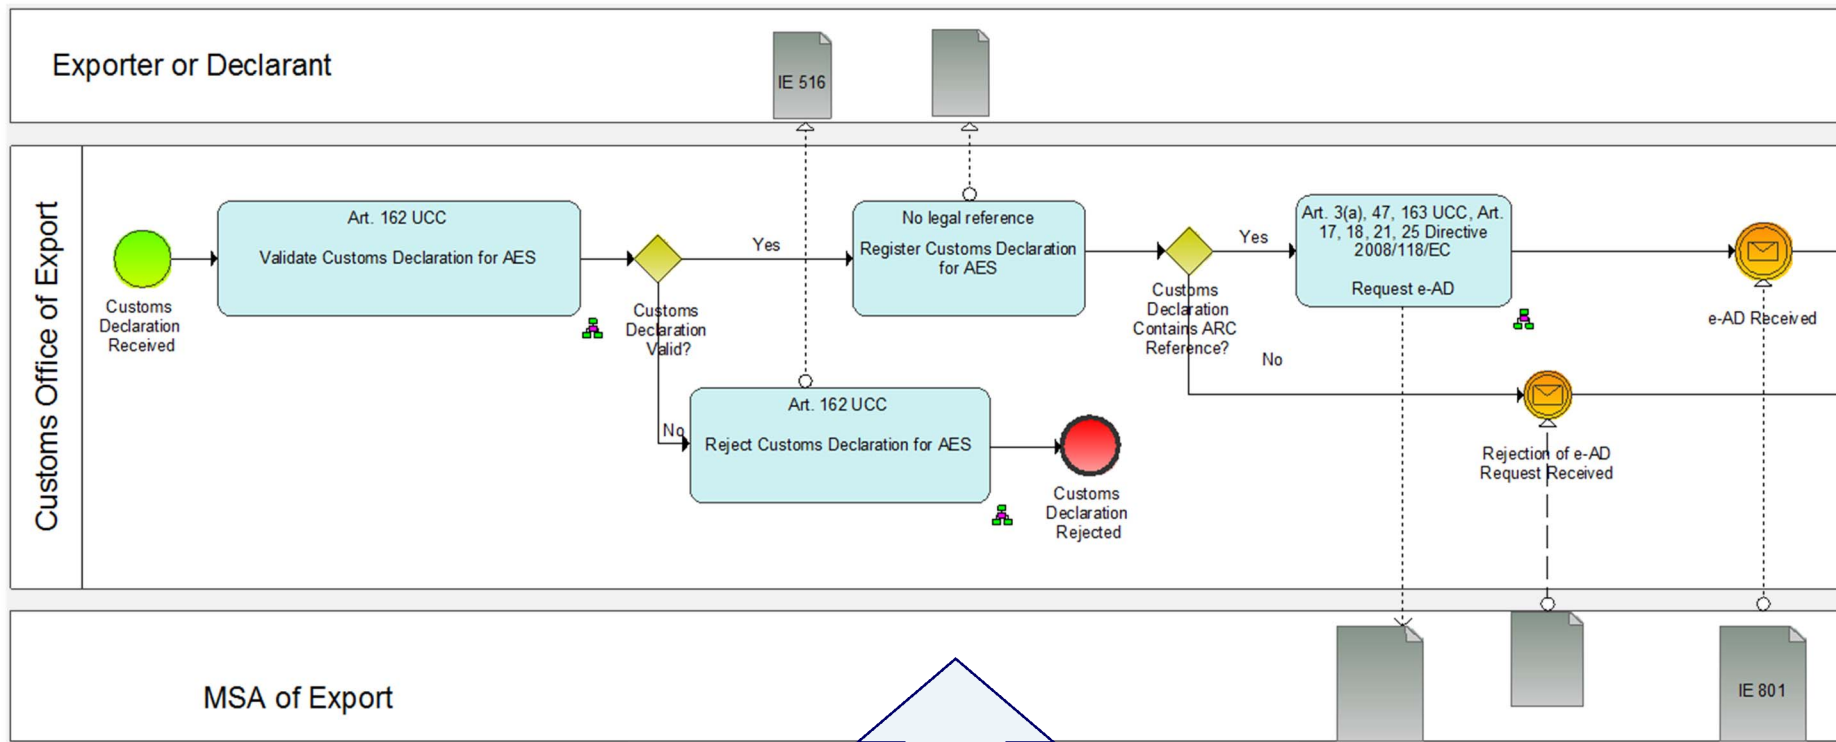 Exporter or Declarant
IE 516
Customs Office of Export
Customs
Declaration
Received
Art. 162 UCC
Validate Customs Declaration for AES
Customs
Declaration
Valid?
Yes
No
Art. 162 UCC
Reject Customs Declaration for AES
Customs
Declaration
Rejected
No legal reference
Register Customs Declaration
for AES
Customs
Declaration
Contains ARC
Reference?
Yes
No
Art. 3(a), 47, 163 UCC, Art.
17, 18, 21, 25 Directive
2008/118/EC
Request e-AD
e-AD Received
Rejection of e-AD
Request Received
MSA of Export
IE 801